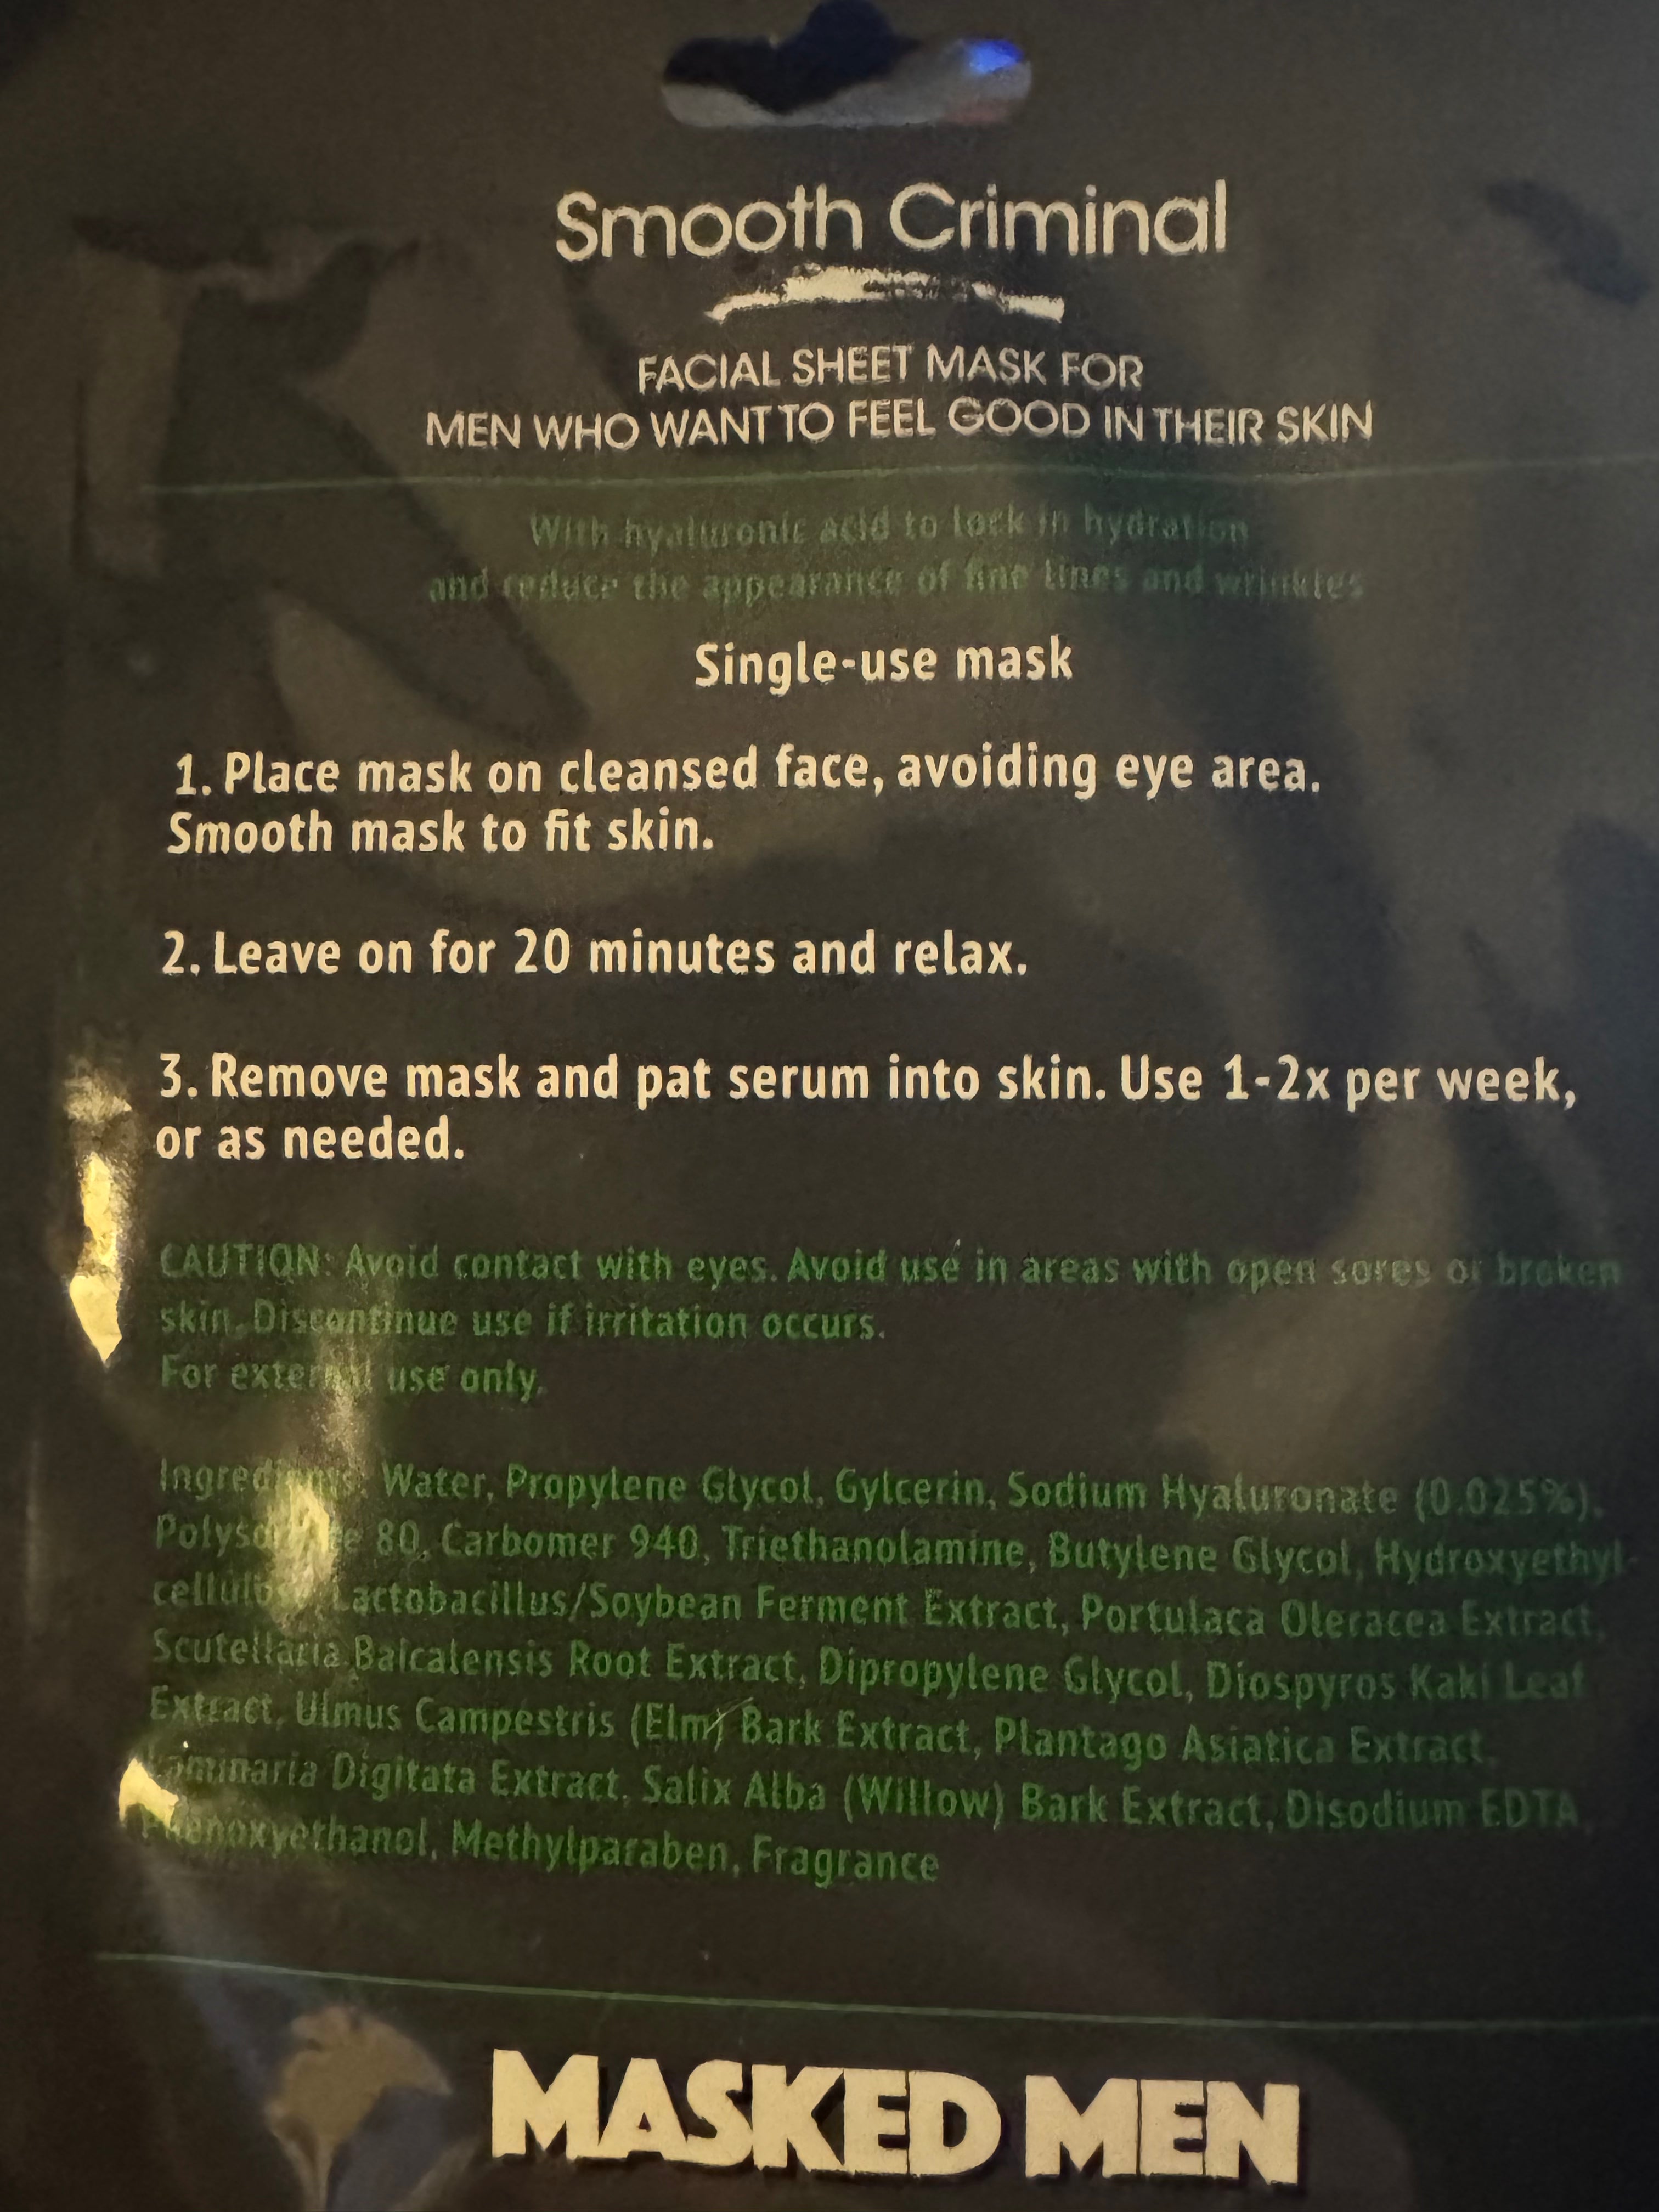 Smooth Criminal
FACIAL SHEET MASK FOR
MEN WHO WANT TO FEEL GOOD IN THEIR SKIN
With hyaluronic acid to lock in hydration
and reduce the appearance of fine lines and wrinkles
Single-use mask
1. Place mask on cleansed face, avoiding eye area.
Smooth mask to fit skin.
2. Leave on for 20 minutes and relax.
3. Remove mask and pat serum into skin. Use 1-2x per week,
or as needed.
CAUTION: Avoid contact with eyes. Avoid use in areas with open sores or broken
skin. Discontinue use if irritation occurs.
For external use only.
Ingredients: Water, Propylene Glycol, Gylcerin, Sodium Hyaluronate (0.025%),
Polysorbate 80, Carbomer 940, Triethanolamine, Butylene Glycol, Hydroxyethyl-
cellulose, Lactobacillus/Soybean Ferment Extract, Portulaca Oleracea Extract,
Scutellaria Baicalensis Root Extract, Dipropylene Glycol, Diospyros Kaki Leaf
Extract, Ulmus Campestris (Elm) Bark Extract, Plantago Asiatica Extract,
Laminaria Digitata Extract, Salix Alba (Willow) Bark Extract, Disodium EDTA,
Phenoxyethanol, Methylparaben, Fragrance
MASKED MEN